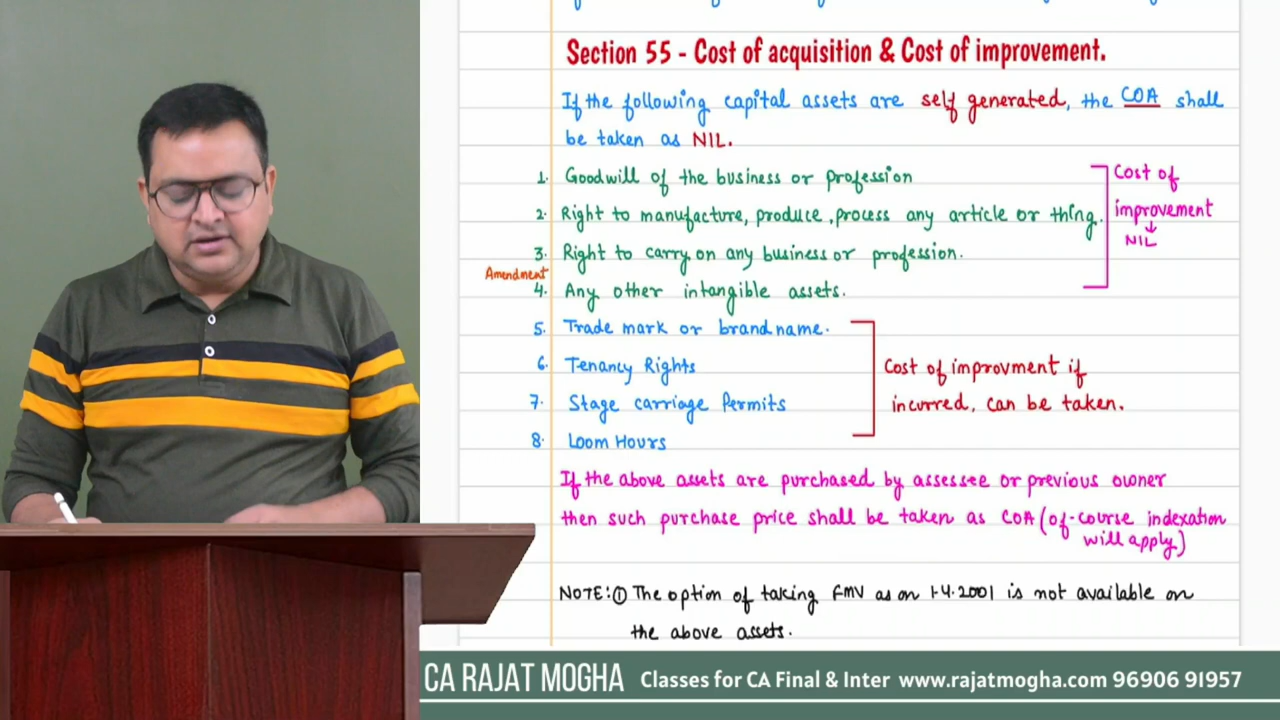 Section 55 - Cost of acquisition & Cost of improvement.
If the following capital assets are self generated, the COA shall
be taken as NIL.
1. Goodwill of the business or profession
2. Right to manufacture, produce, process any article or thing.
3. Right to carry on any business or profession.
Amendment
4. Any other intangible assets.
Cost of
improvement
↓
NIL
5. Trade mark or brand name.
6. Tenancy Rights
7. Stage carriage Permits
8. Loom Hours
Cost of improvment if
incurred, can be taken.
If the above assets are purchased by assessee or previous owner
then such purchase price shall be taken as COA (of-course indexation
will apply)
NOTE: ① The option of taking FMV as on 1.4.2001 is not available on
the above assets.
CA RAJAT MOGHA Classes for CA Final & Inter www.rajatmogha.com 96906 91957